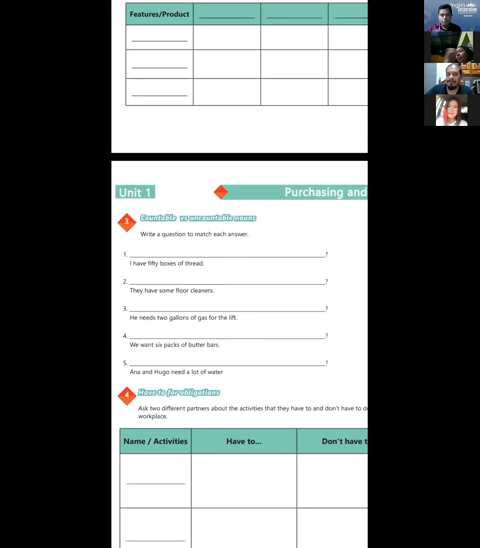 Inglés
Corporativo
Features/Product
Unit 1
Purchasing and
3
Countable vs uncountable nouns
Write a question to match each answer.
1. ?
I have fifty boxes of thread.
2. ?
They have some floor cleaners.
3. ?
He needs two gallons of gas for the lift.
4. ?
We want six packs of butter bars.
5. ?
Ana and Hugo need a lot of water
4
Have to for obligations
Ask two different partners about the activities that they have to and don't have to d
workplace.
Name / Activities Have to... Don't have t